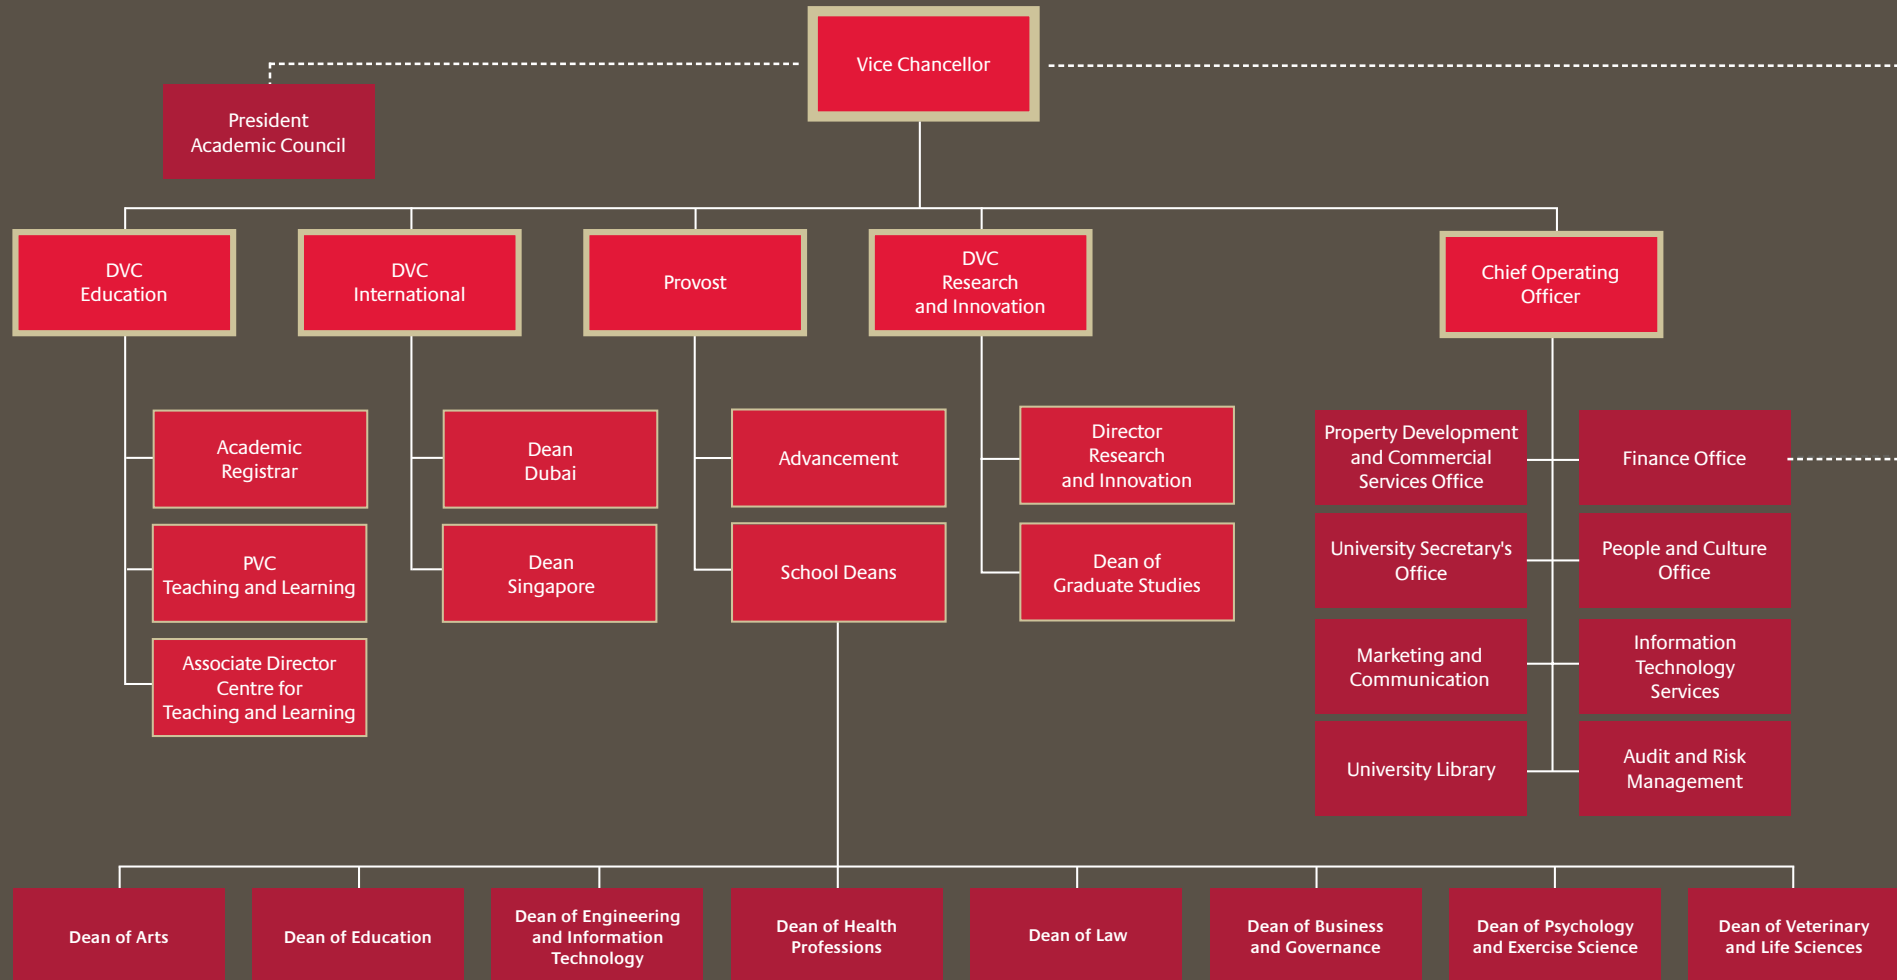 Vice Chancellor
President
Academic Council
DVC
Education
DVC
International
Provost
DVC
Research
and Innovation
Chief Operating
Officer
Academic
Registrar
PVC
Teaching and Learning
Associate Director
Centre for
Teaching and Learning
Dean
Dubai
Dean
Singapore
Advancement
School Deans
Director
Research
and Innovation
Dean of
Graduate Studies
Property Development
and Commercial
Services Office
Finance Office
University Secretary's
Office
People and Culture
Office
Marketing and
Communication
Information
Technology
Services
University Library
Audit and Risk
Management
Dean of Arts
Dean of Education
Dean of Engineering
and Information
Technology
Dean of Health
Professions
Dean of Law
Dean of Business
and Governance
Dean of Psychology
and Exercise Science
Dean of Veterinary
and Life Sciences